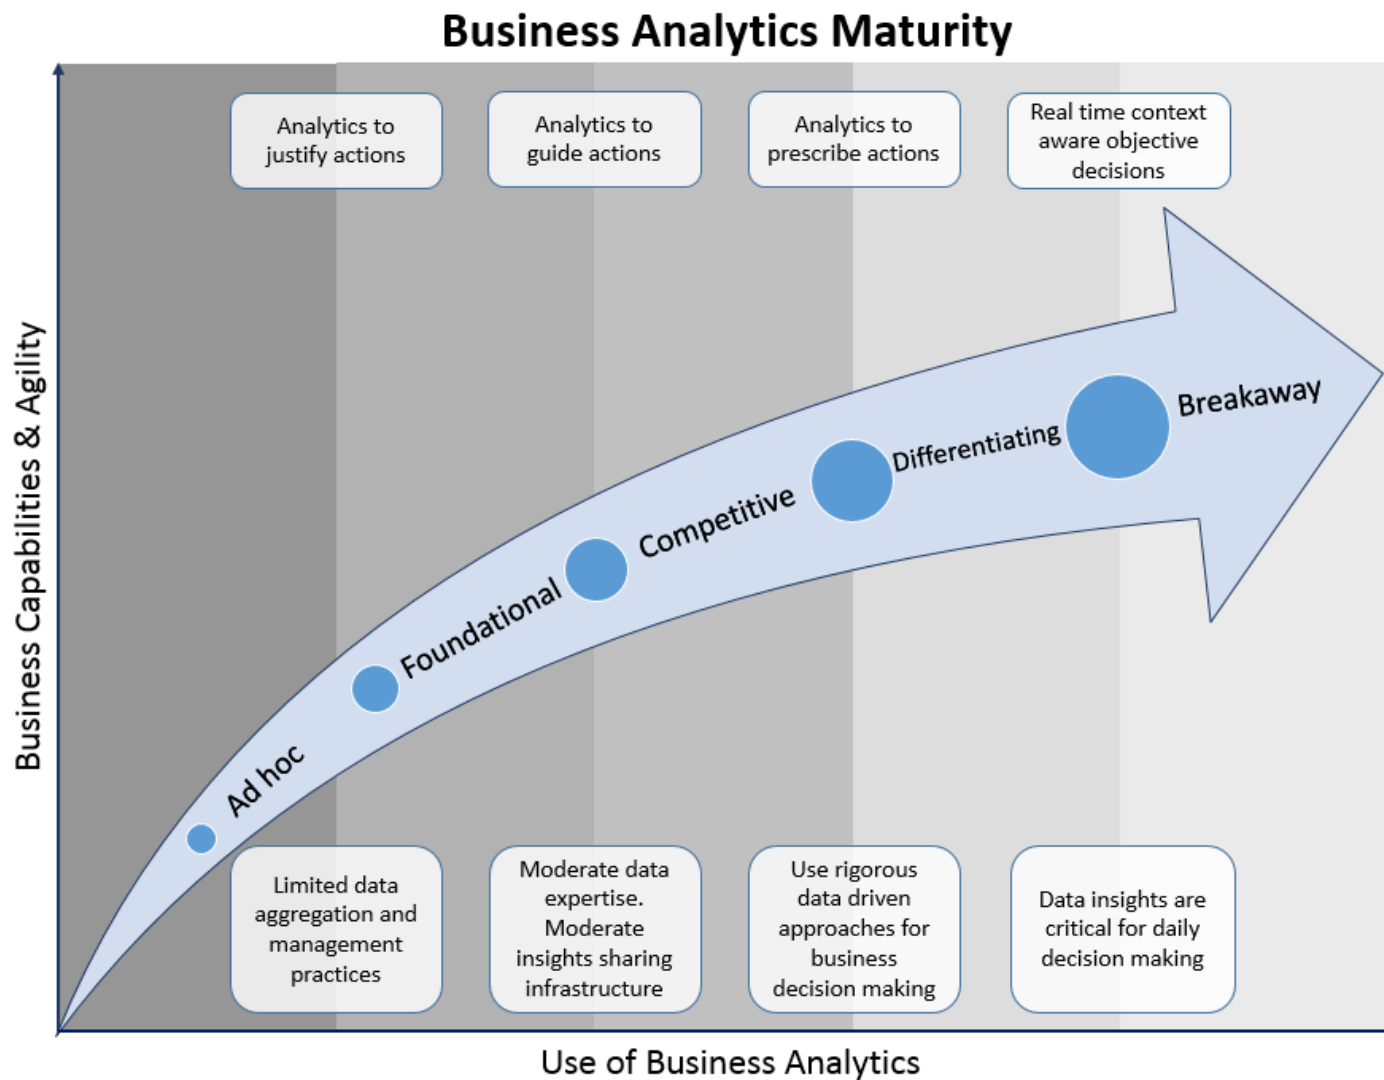 Business Analytics Maturity
Analytics to
justify actions
Analytics to
guide actions
Analytics to
prescribe actions
Real time context
aware objective
decisions
Business Capabilities & Agility
Ad hoc
Foundational
Competitive
Differentiating
Breakaway
Limited data
aggregation and
management
practices
Moderate data
expertise.
Moderate
insights sharing
infrastructure
Use rigorous
data driven
approaches for
business
decision making
Data insights are
critical for daily
decision making
Use of Business Analytics